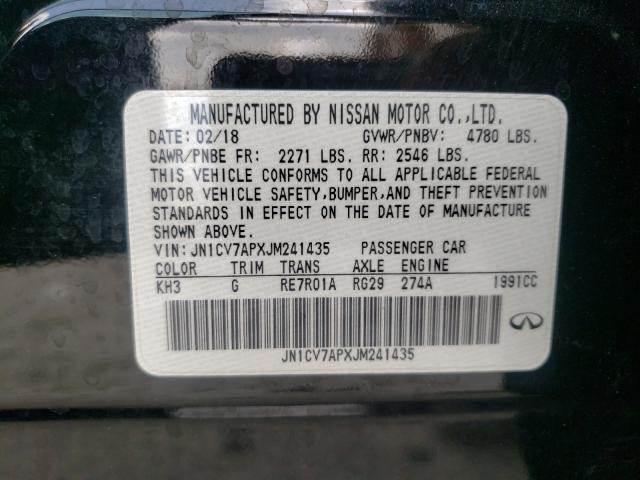 MANUFACTURED BY NISSAN MOTOR CO.,LTD.
DATE: 02/18 GVWR/PNBV: 4780 LBS.
GAWR/PNBE FR: 2271 LBS. RR: 2546 LBS.
THIS VEHICLE CONFORMS TO ALL APPLICABLE FEDERAL
MOTOR VEHICLE SAFETY,BUMPER,AND THEFT PREVENTION
STANDARDS IN EFFECT ON THE DATE OF MANUFACTURE
SHOWN ABOVE.
VIN: JN1CV7APXJM241435 PASSENGER CAR
COLOR TRIM TRANS AXLE ENGINE
KH3 G RE7R01A RG29 274A 1991CC
JN1CV7APXJM241435